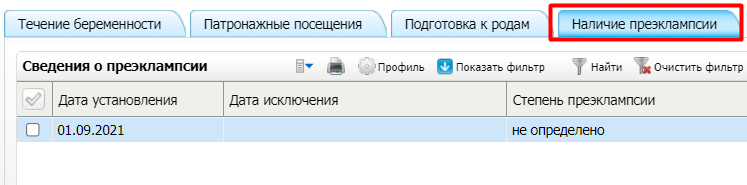 Течение беременности Патронажные посещения Подготовка к родам Наличие преэклампсии
Сведения о преэклампсии Профиль Показать фильтр Найти Очистить фильтр
Дата установления Дата исключения Степень преэклампсии
01.09.2021 не определено